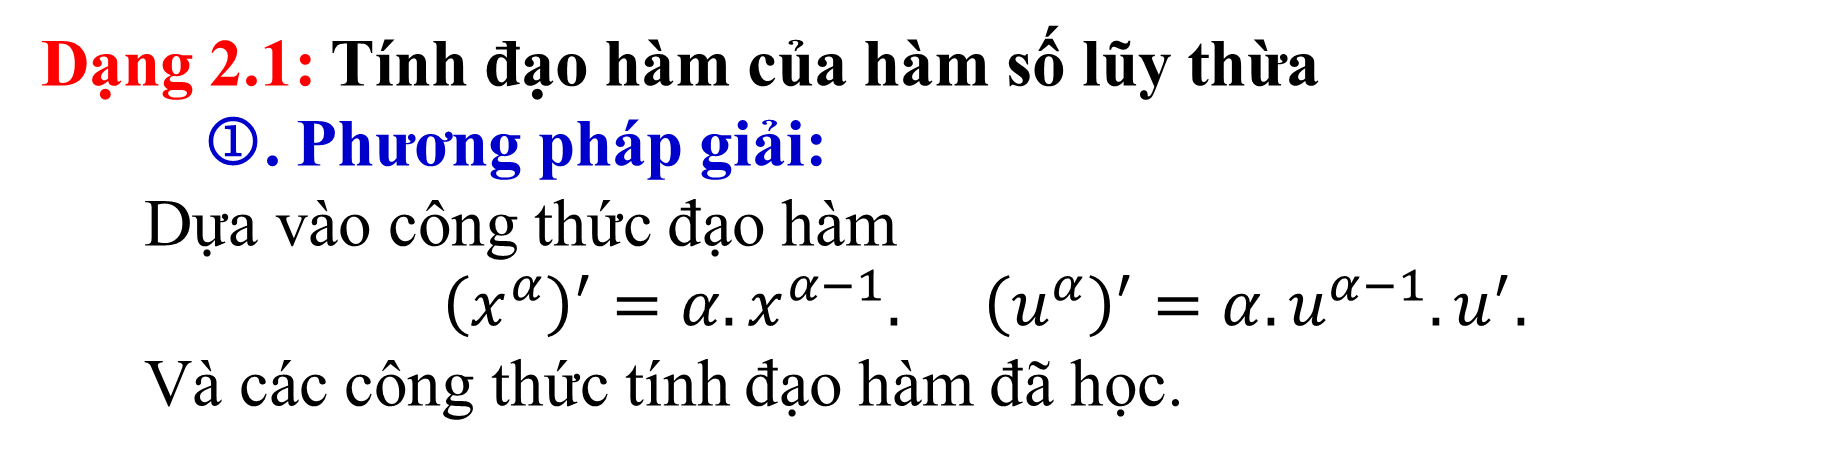 Dạng 2.1: Tính đạo hàm của hàm số lũy thừa
①. Phương pháp giải:
Dựa vào công thức đạo hàm
(x^α)′ = α.x^{α−1}. (u^α)′ = α.u^{α−1}.u′.
Và các công thức tính đạo hàm đã học.